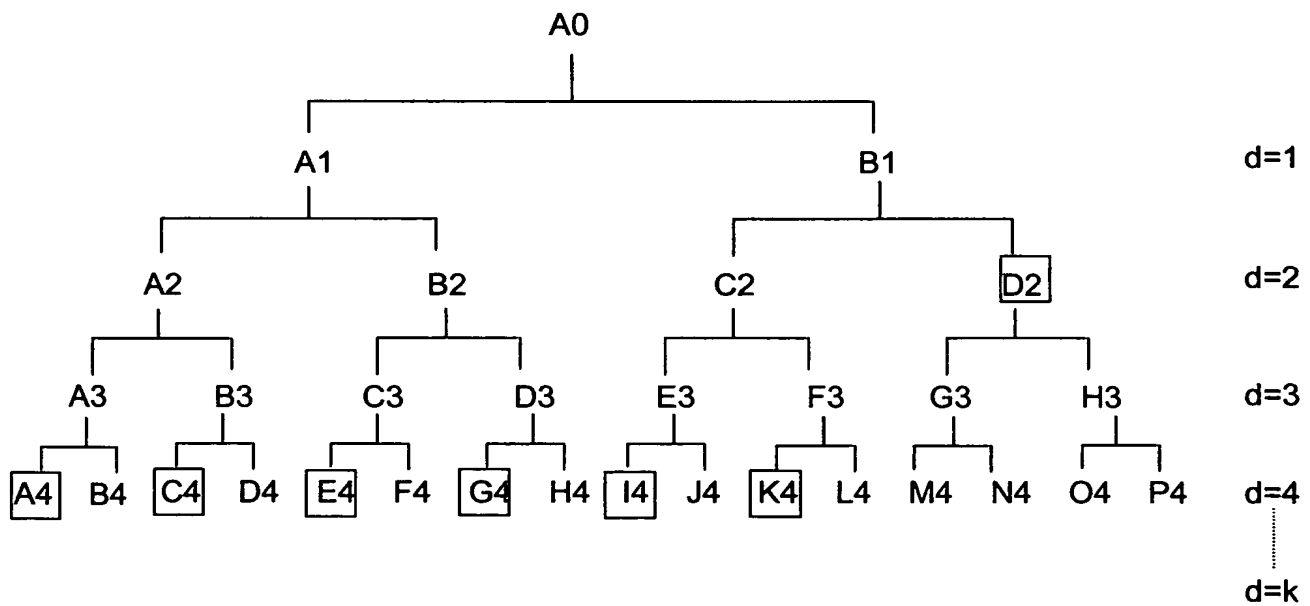 A0
A1 B1 d=1
A2 B2 C2 D2 d=2
A3 B3 C3 D3 E3 F3 G3 H3 d=3
A4 B4 C4 D4 E4 F4 G4 H4 I4 J4 K4 L4 M4 N4 O4 P4 d=4
d=k